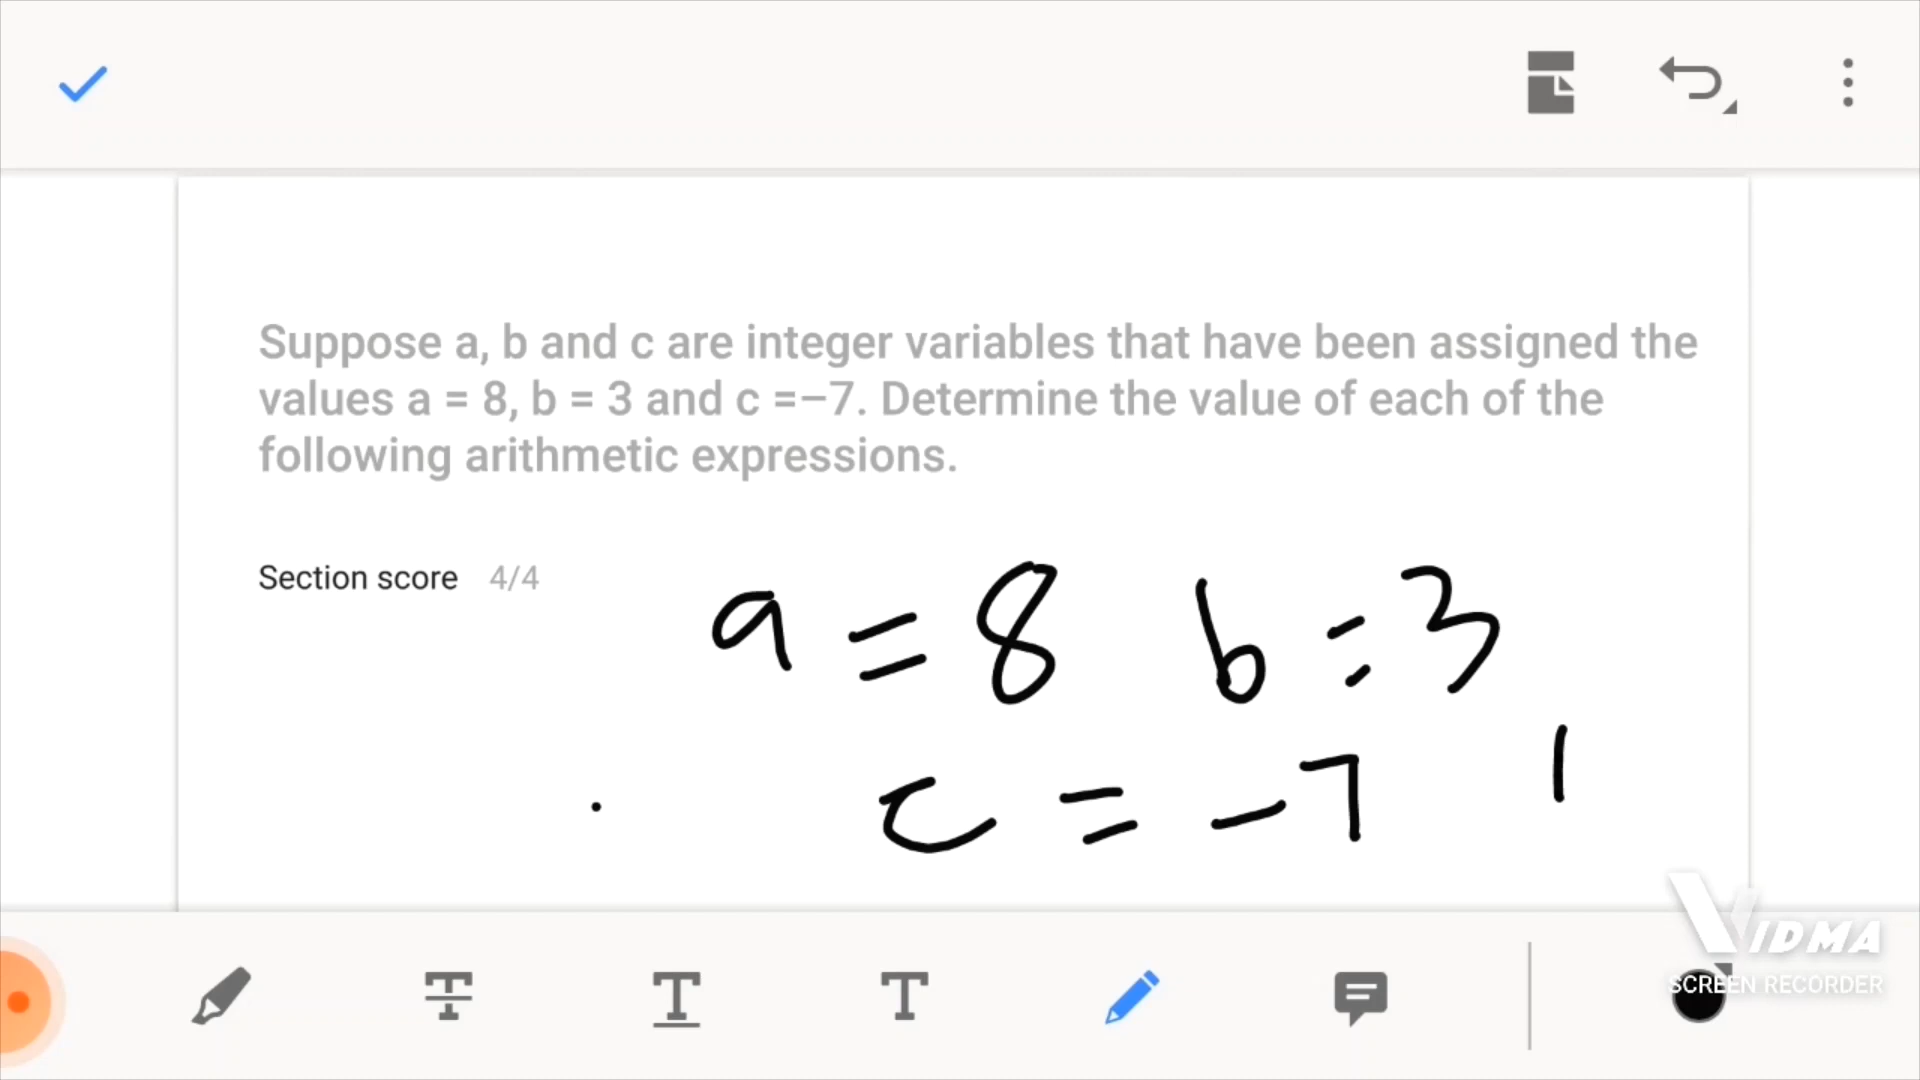 Suppose a, b and c are integer variables that have been assigned the
values a = 8, b = 3 and c =−7. Determine the value of each of the
following arithmetic expressions.
Section score 4/4
a = 8 b = 3
c = -7 1
VIDMA
SCREEN RECORDER